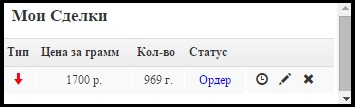 Мои Сделки
Тип Цена за грамм Кол-во Статус
1700 р. 969 г. Ордер